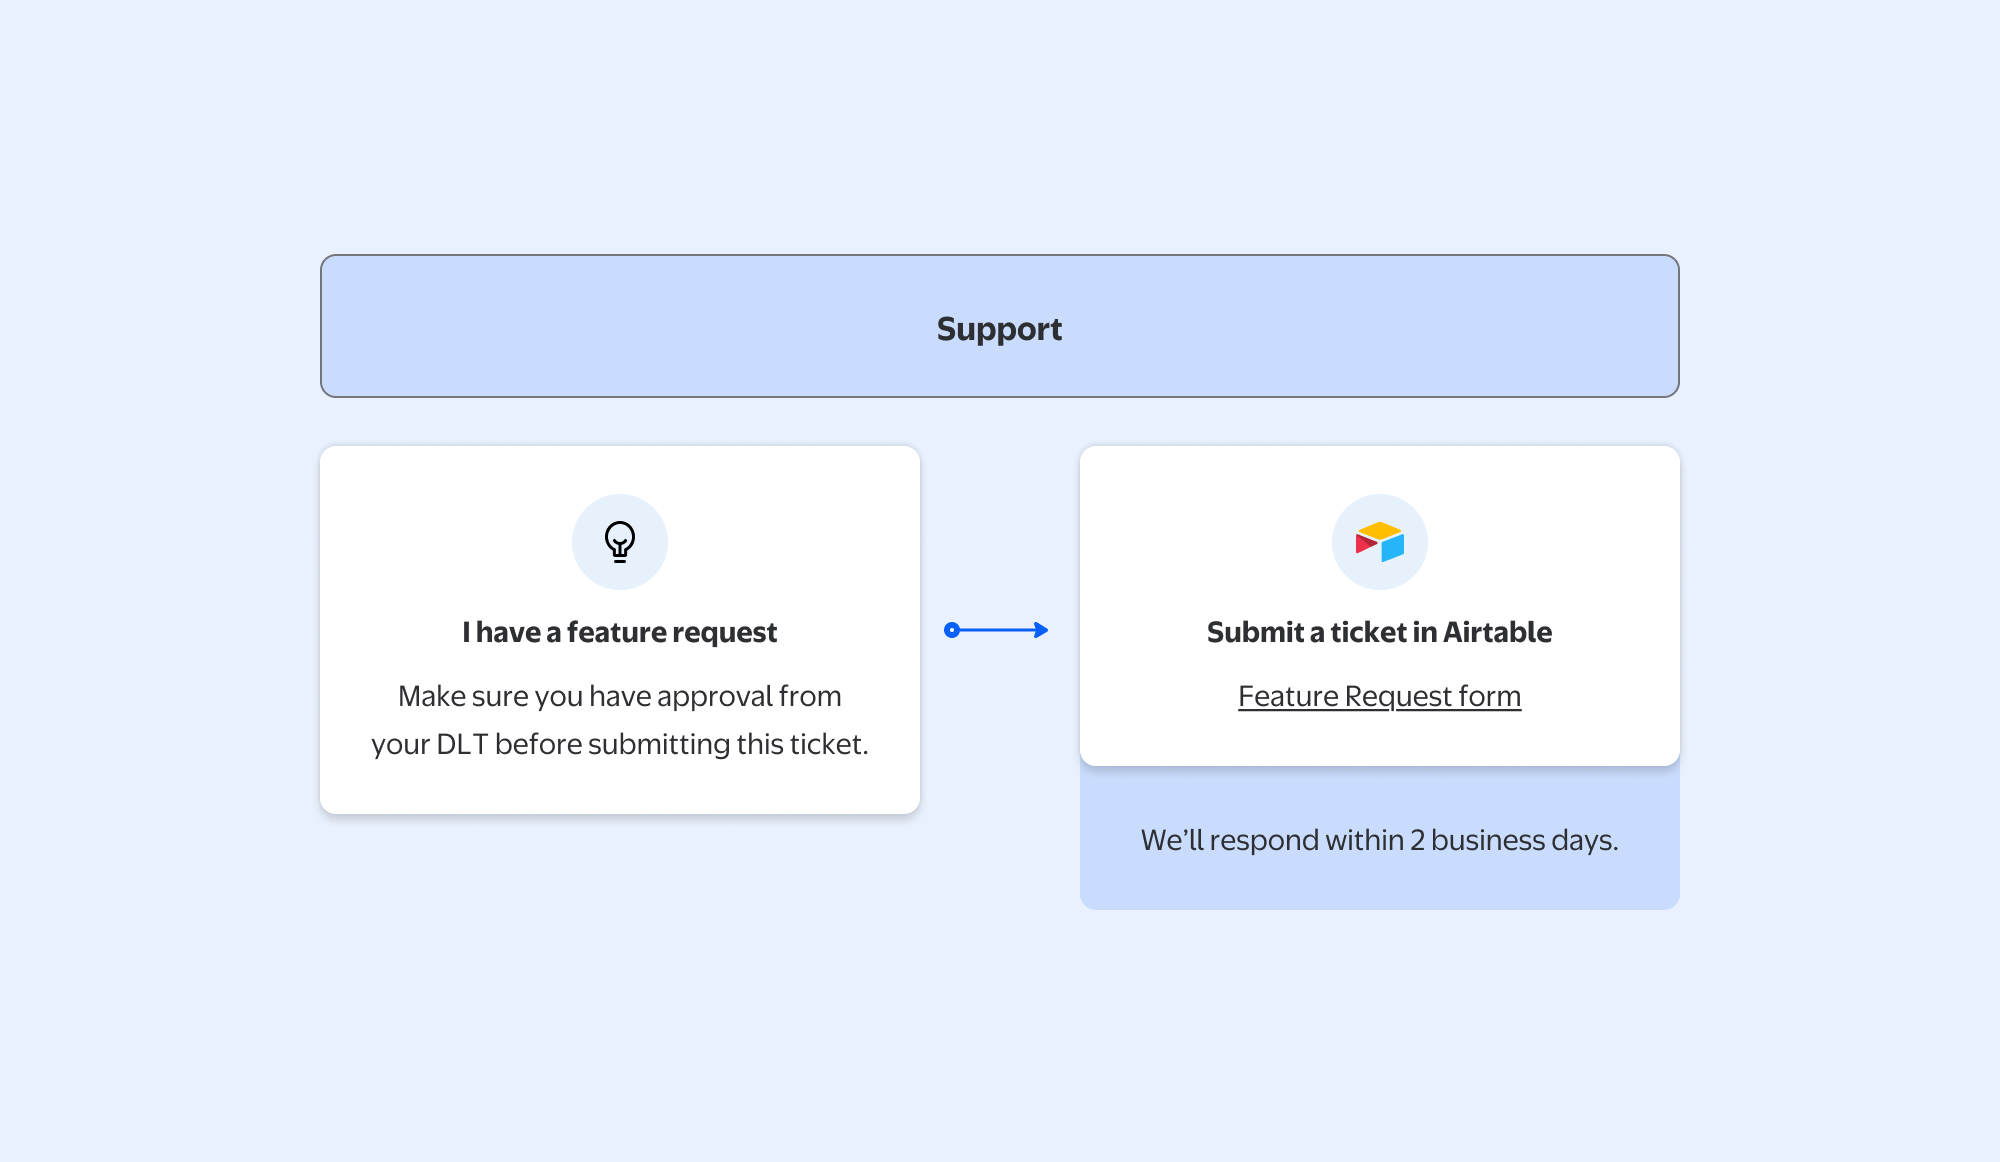 Support
I have a feature request
Make sure you have approval from
your DLT before submitting this ticket.
Submit a ticket in Airtable
Feature Request form
We’ll respond within 2 business days.